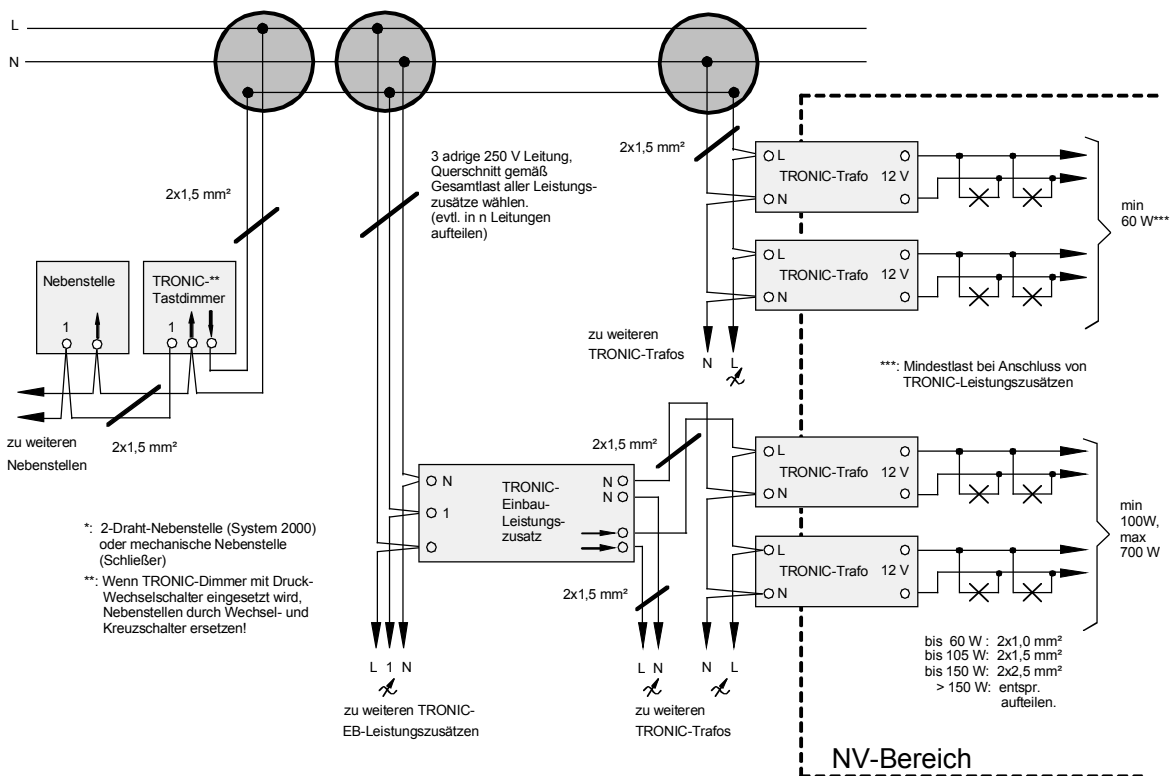 L
N
2x1,5 mm²
3 adrige 250 V Leitung,
Querschnitt gemäß
Gesamtlast aller Leistungs-
zusätze wählen.
(evtl. in n Leitungen
aufteilen)
2x1,5 mm²
L
TRONIC-Trafo
12 V
N
L
TRONIC-Trafo
12 V
N
min
60 W***
Nebenstelle
1
TRONIC-**
Tastdimmer
1
zu weiteren
TRONIC-Trafos
N
L
***: Mindestlast bei Anschluss von
TRONIC-Leistungszusätzen
zu weiteren
Nebenstellen
2x1,5 mm²
2x1,5 mm²
N
1
TRONIC-
Einbau-
Leistungs-
zusatz
N
N
L
TRONIC-Trafo
12 V
N
L
TRONIC-Trafo
12 V
N
min
100W,
max
700 W
*: 2-Draht-Nebenstelle (System 2000)
oder mechanische Nebenstelle
(Schließer)
**: Wenn TRONIC-Dimmer mit Druck-
Wechselschalter eingesetzt wird,
Nebenstellen durch Wechsel- und
Kreuzschalter ersetzen!
2x1,5 mm²
L 1 N
zu weiteren TRONIC-
EB-Leistungszusätzen
L N
N L
zu weiteren
TRONIC-Trafos
bis 60 W : 2x1,0 mm²
bis 105 W: 2x1,5 mm²
bis 150 W: 2x2,5 mm²
> 150 W: entspr.
aufteilen.
NV-Bereich